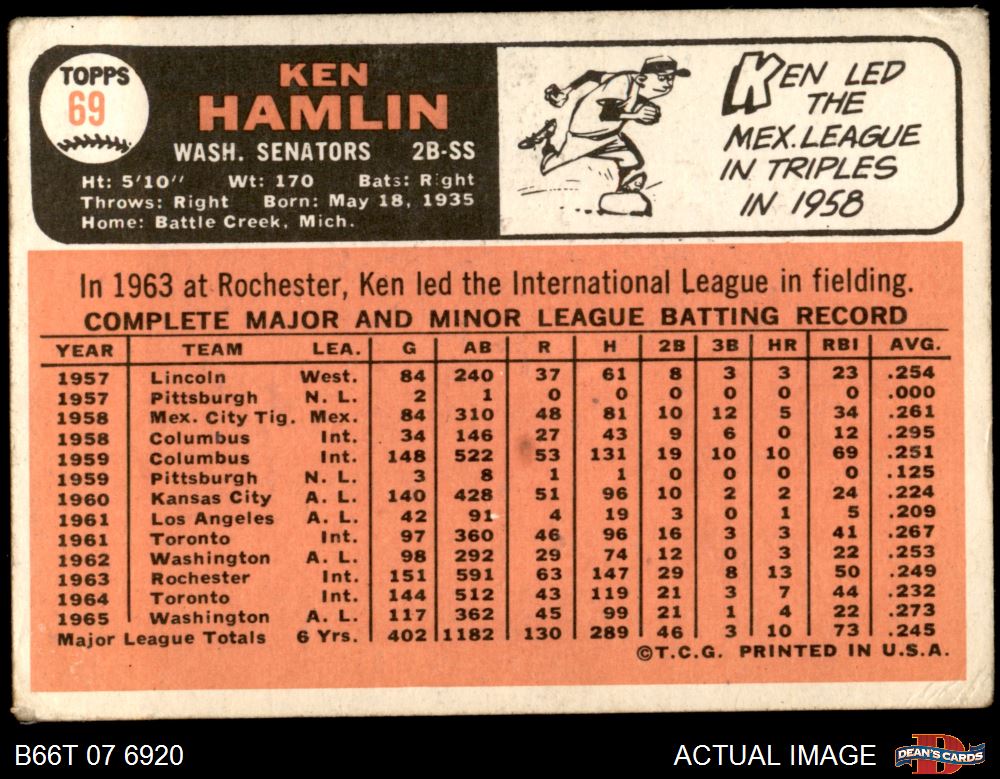 TOPPS
69
KEN
HAMLIN
WASH. SENATORS 2B-SS
Ht: 5'10" Wt: 170 Bats: Right
Throws: Right Born: May 18, 1935
Home: Battle Creek, Mich.
KEN LED
THE
MEX. LEAGUE
IN TRIPLES
IN 1958
In 1963 at Rochester, Ken led the International League in fielding.
COMPLETE MAJOR AND MINOR LEAGUE BATTING RECORD
YEAR TEAM LEA. G AB R H 2B 3B HR RBI AVG.
1957 Lincoln West. 84 240 37 61 8 3 3 23 .254
1957 Pittsburgh N. L. 2 1 0 0 0 0 0 0 .000
1958 Mex. City Tig. Mex. 84 310 48 81 10 12 5 34 .261
1958 Columbus Int. 34 146 27 43 9 6 0 12 .295
1959 Columbus Int. 148 522 53 131 19 10 10 69 .251
1959 Pittsburgh N. L. 3 8 1 1 0 0 0 0 .125
1960 Kansas City A. L. 140 428 51 96 10 2 2 24 .224
1961 Los Angeles A. L. 42 91 4 19 3 0 1 5 .209
1961 Toronto Int. 97 360 46 96 16 3 3 41 .267
1962 Washington A. L. 98 292 29 74 12 0 3 22 .253
1963 Rochester Int. 151 591 63 147 29 8 13 50 .249
1964 Toronto Int. 144 512 43 119 21 3 7 44 .232
1965 Washington A. L. 117 362 45 99 21 1 4 22 .273
Major League Totals 6 Yrs. 402 1182 130 289 46 3 10 73 .245
©T.C.G. PRINTED IN U.S.A.
B66T 07 6920
ACTUAL IMAGE
DEAN'S CARDS